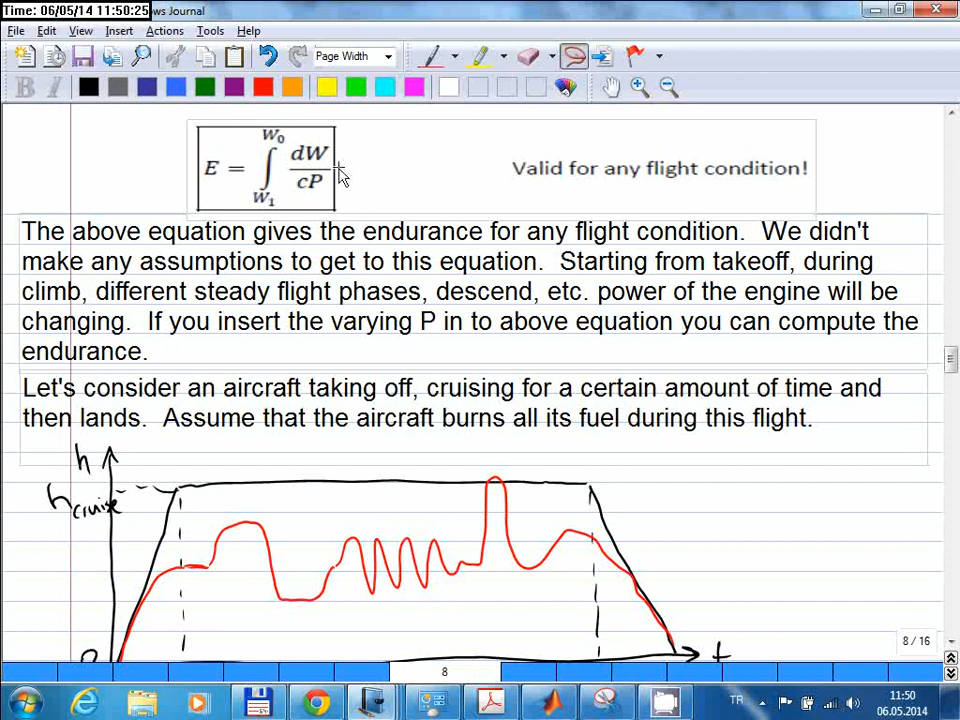 Time: 06/05/14 11:50:25
ws Journal
File Edit View Insert Actions Tools Help
Page Width
B I
E = ∫ W₀ W₁ dW / cP
Valid for any flight condition!
The above equation gives the endurance for any flight condition. We didn't
make any assumptions to get to this equation. Starting from takeoff, during
climb, different steady flight phases, descend, etc. power of the engine will be
changing. If you insert the varying P in to above equation you can compute the
endurance.
Let's consider an aircraft taking off, cruising for a certain amount of time and
then lands. Assume that the aircraft burns all its fuel during this flight.
h
h cruise
t
8 / 16
8
TR
11:50
06.05.2014